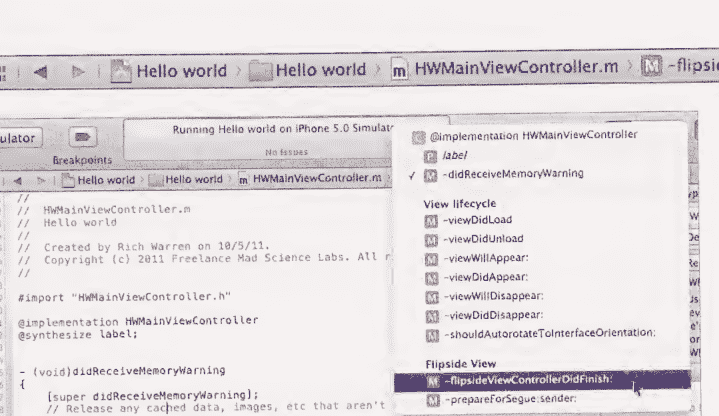 Hello world › Hello world › m HWMainViewController.m › M -flipside
ulator
Breakpoints
Running Hello world on iPhone 5.0 Simulat
No Issues
Hello world › Hello world › m HWMainViewController.m ›
//
// HWMainViewController.m
// Hello world
//
// Created by Rich Warren on 10/5/11.
// Copyright (c) 2011 Freelance Mad Science Labs. All r
//
#import "HWMainViewController.h"
@implementation HWMainViewController
@synthesize label;
- (void)didReceiveMemoryWarning
{
[super didReceiveMemoryWarning];
// Release any cached data, images, etc that aren't
C @implementation HWMainViewController
P label
✓ M -didReceiveMemoryWarning
View lifecycle
M -viewDidLoad
M -viewDidUnload
M -viewWillAppear:
M -viewDidAppear:
M -viewWillDisappear:
M -viewDidDisappear:
M -shouldAutorotateToInterfaceOrientation:
Flipside View
M -flipsideViewControllerDidFinish:
M -prepareForSegue:sender: